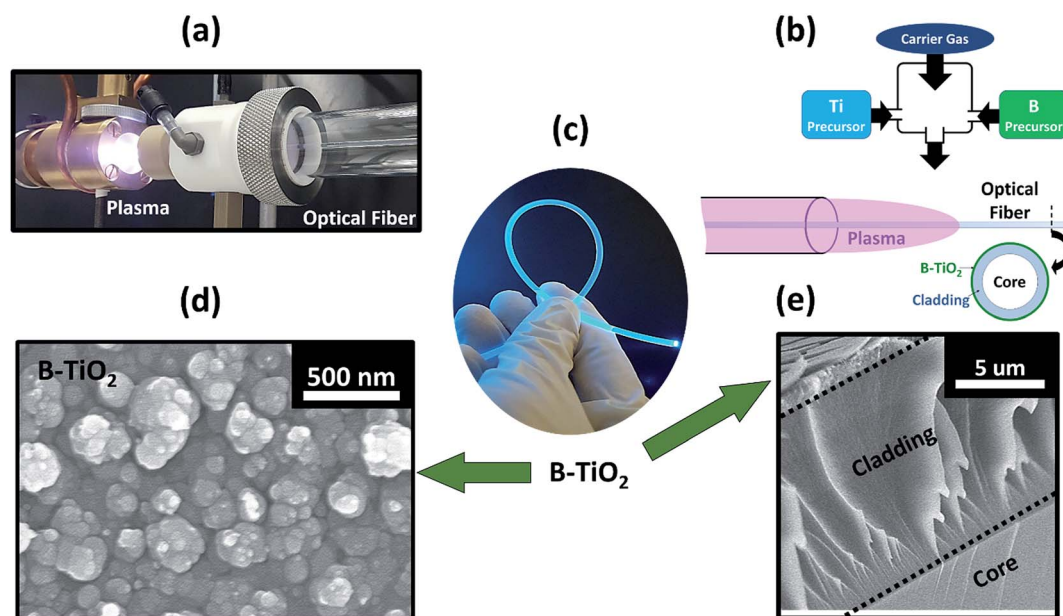 (a)
Plasma
Optical Fiber
(b)
Carrier Gas
Ti
Precursor
B
Precursor
Optical
Fiber
Plasma
B-TiO₂
Core
Cladding
(c)
B-TiO₂
(d)
B-TiO₂
500 nm
(e)
5 um
Cladding
Core